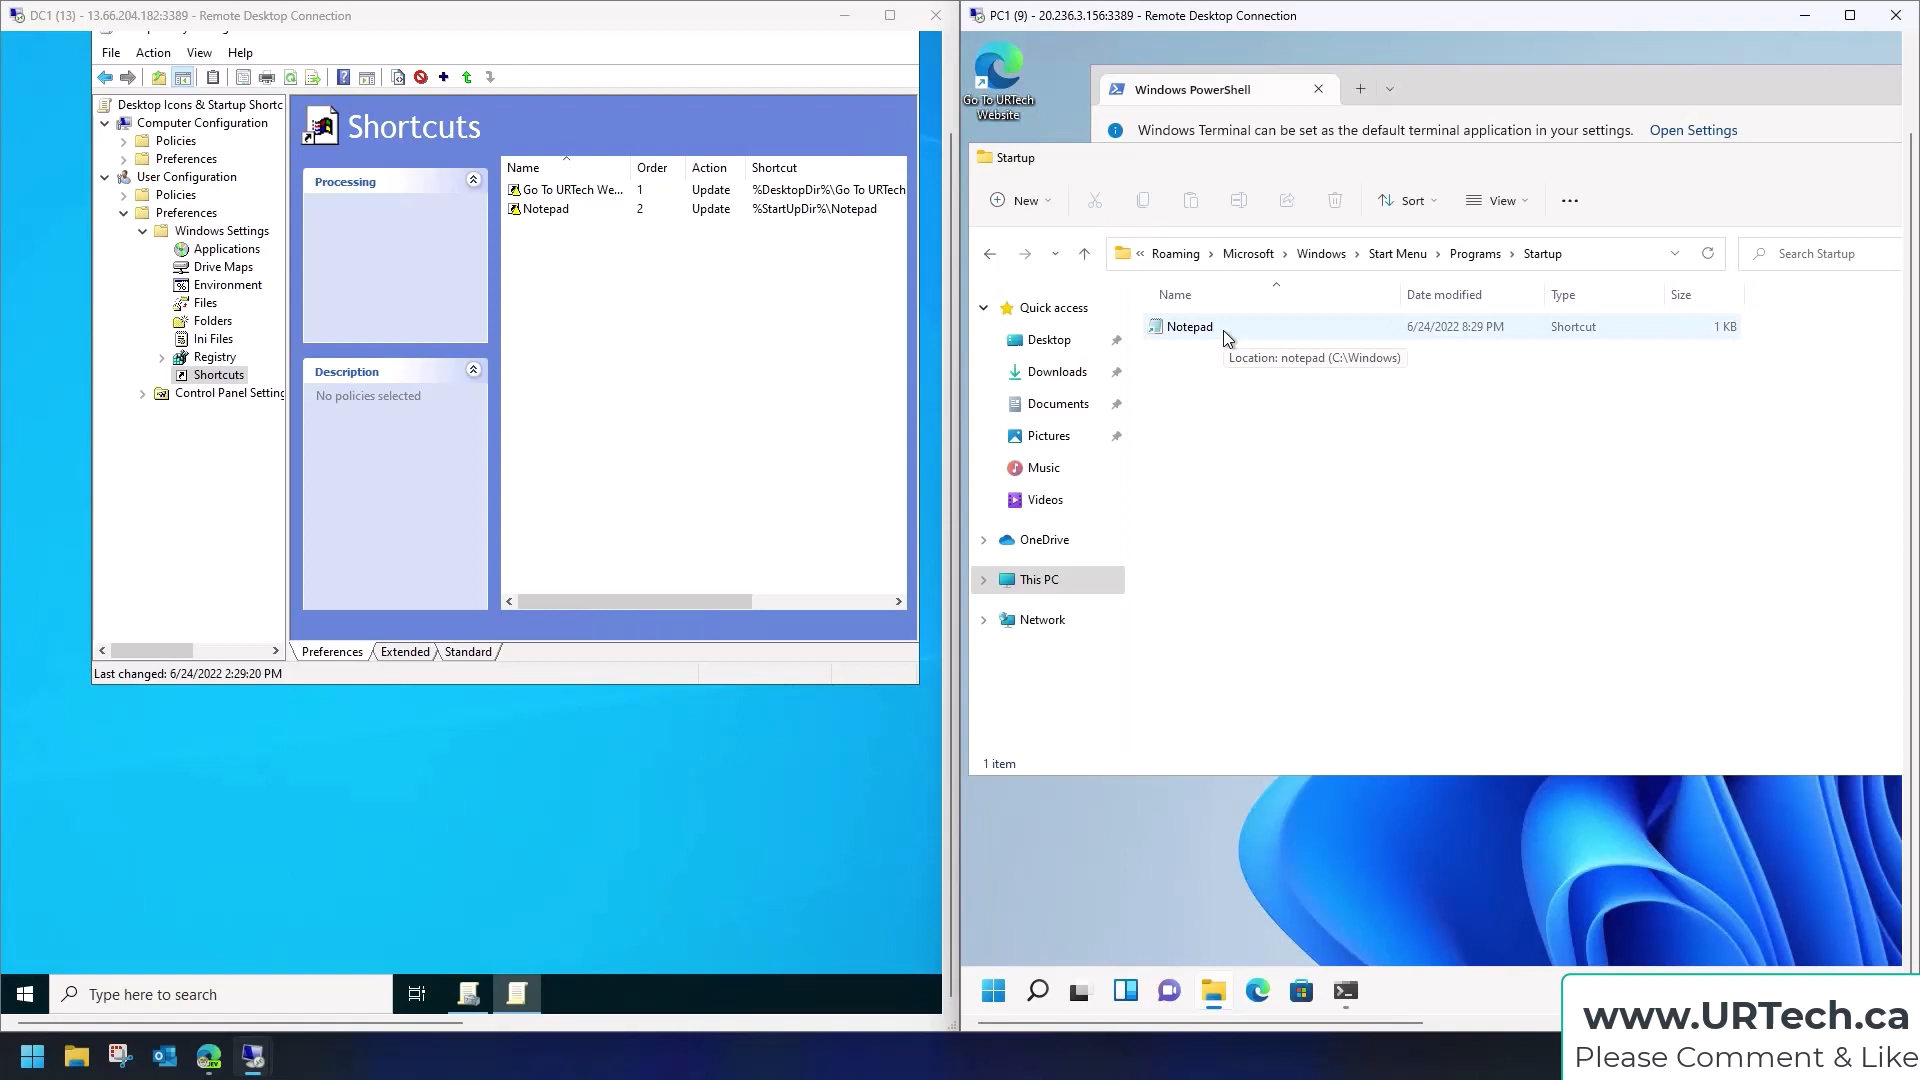 DC1 (13) - 13.66.204.182:3389 - Remote Desktop Connection
File Action View Help
Desktop Icons & Startup Shortc
Computer Configuration
Policies
Preferences
User Configuration
Policies
Preferences
Windows Settings
Applications
Drive Maps
Environment
Files
Folders
Ini Files
Registry
Shortcuts
Control Panel Setting
Shortcuts
Processing
Description
No policies selected
Name Order Action Shortcut
Go To URTech We... 1 Update %DesktopDir%\Go To URTech
Notepad 2 Update %StartUpDir%\Notepad
Preferences Extended Standard
Last changed: 6/24/2022 2:29:20 PM
Type here to search
PC1 (9) - 20.236.3.156:3389 - Remote Desktop Connection
Go To URTech
Website
Windows PowerShell
Windows Terminal can be set as the default terminal application in your settings. Open Settings
Startup
New Sort View
« Roaming > Microsoft > Windows > Start Menu > Programs > Startup
Search Startup
Quick access
Desktop
Downloads
Documents
Pictures
Music
Videos
OneDrive
This PC
Network
Name Date modified Type Size
Notepad 6/24/2022 8:29 PM Shortcut 1 KB
Location: notepad (C:\Windows)
1 item
www.URTech.ca
Please Comment & Like